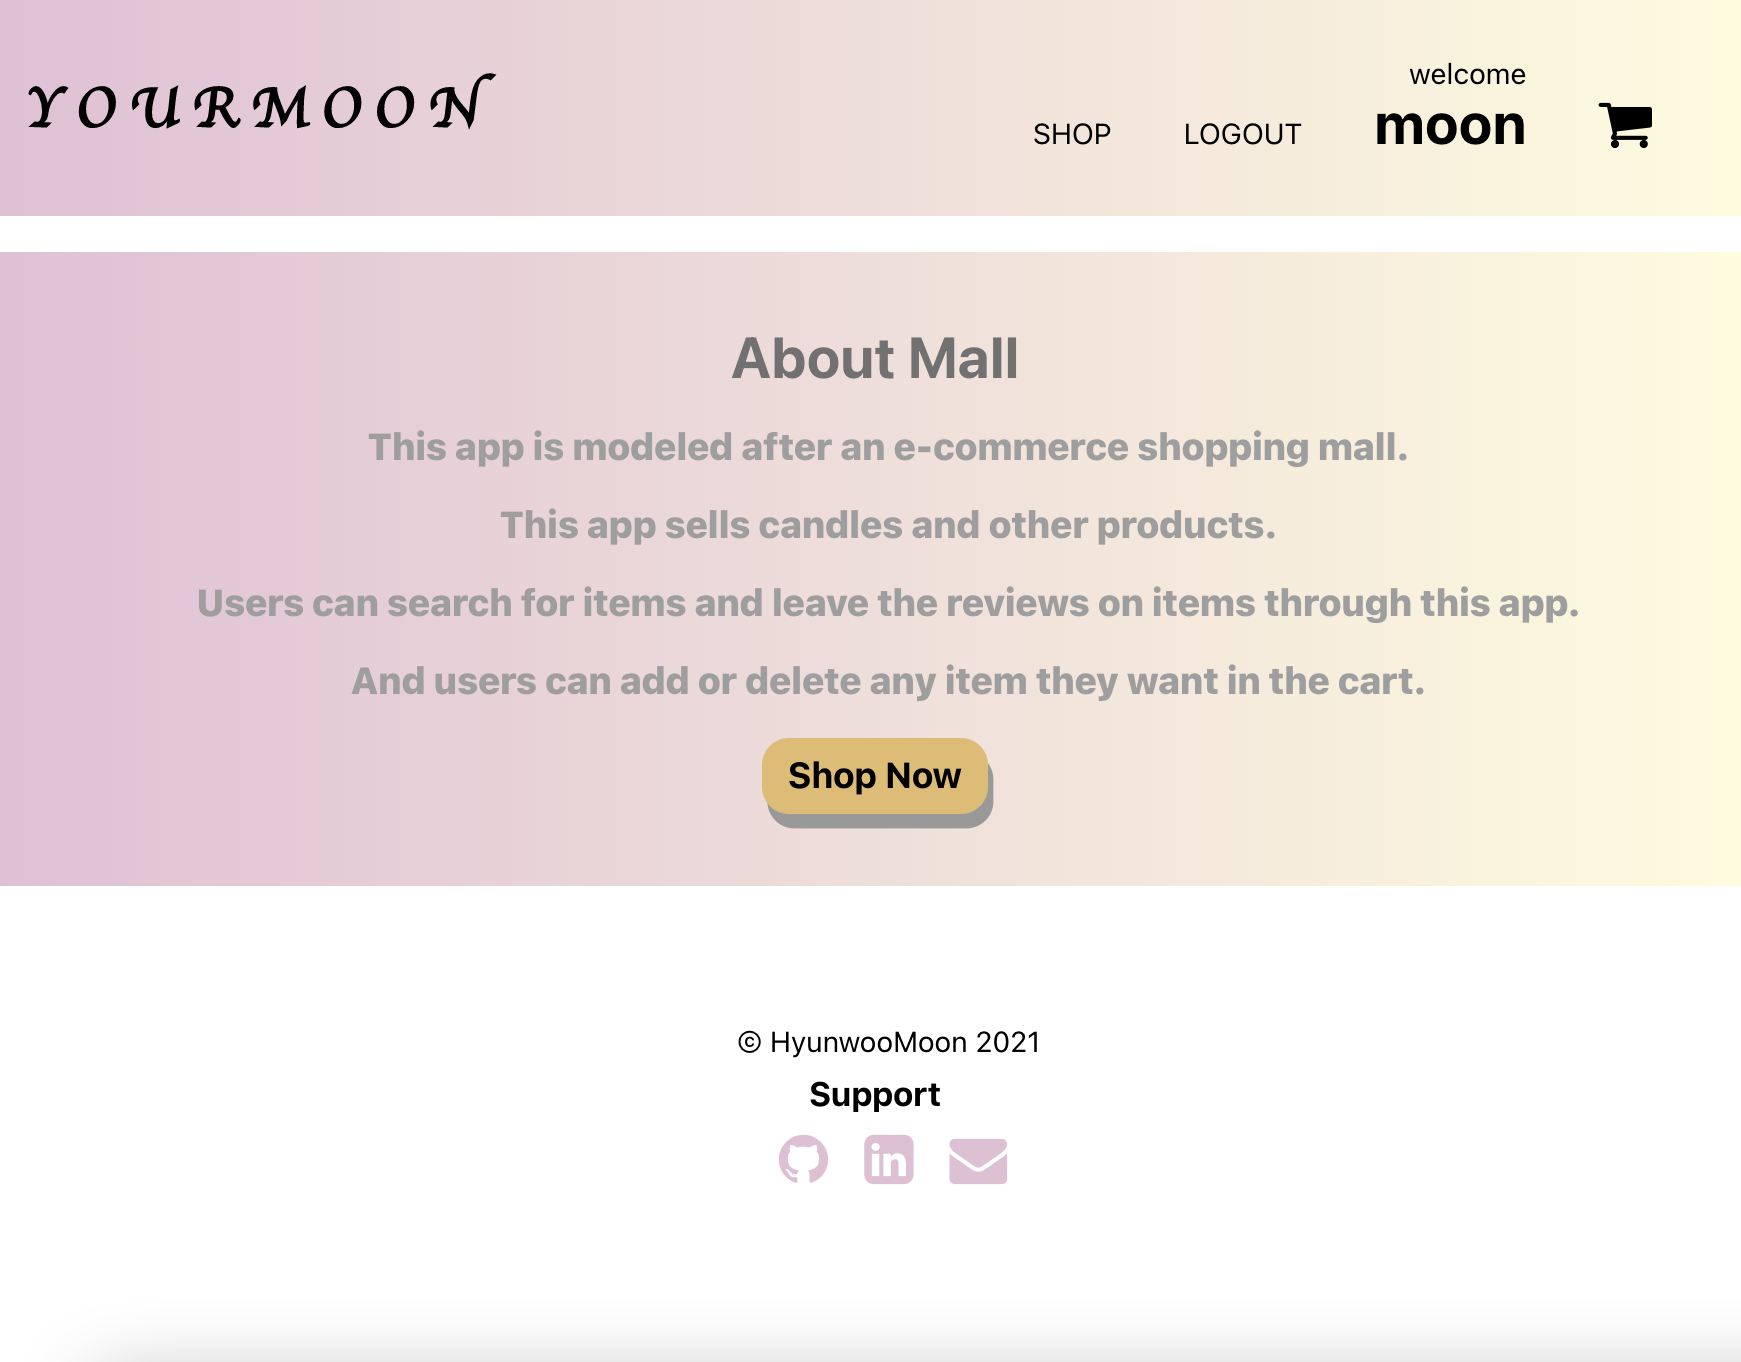 YOURMOON
SHOP
LOGOUT
welcome
moon
About Mall
This app is modeled after an e-commerce shopping mall.
This app sells candles and other products.
Users can search for items and leave the reviews on items through this app.
And users can add or delete any item they want in the cart.
Shop Now
© HyunwooMoon 2021
Support
in